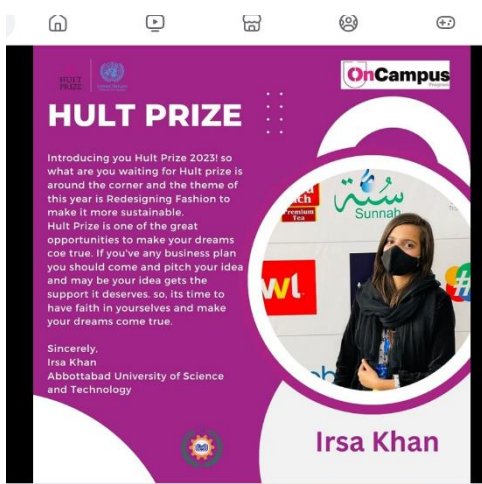 HULT
PRIZE
OnCampus
Program
HULT PRIZE
Introducing you Hult Prize 2023! so
what are you waiting for Hult prize is
around the corner and the theme of
this year is Redesigning Fashion to
make it more sustainable.
Hult Prize is one of the great
opportunities to make your dreams
coe true. If you've any business plan
you should come and pitch your idea
and may be your idea gets the
support it deserves. so, its time to
have faith in yourselves and make
your dreams come true.
Sincerely,
Irsa Khan
Abbottabad University of Science
and Technology
Premium
Tea
سُنّة
Sunnah
Irsa Khan